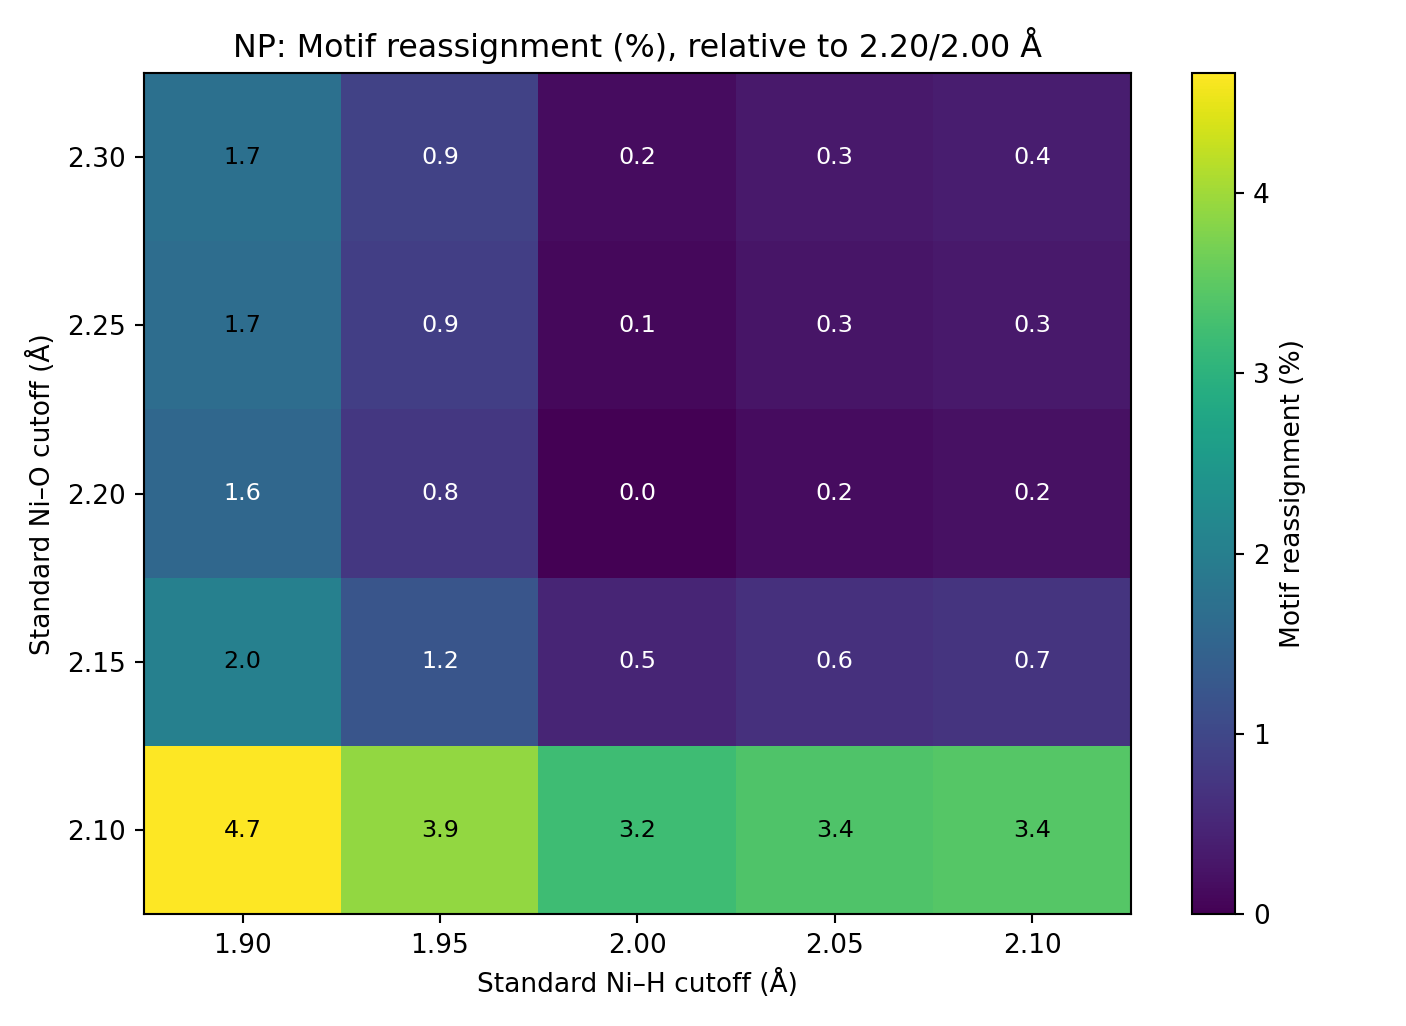 NP: Motif reassignment (%), relative to 2.20/2.00 Å
2.30 1.7 0.9 0.2 0.3 0.4
2.25 1.7 0.9 0.1 0.3 0.3
2.20 1.6 0.8 0.0 0.2 0.2
2.15 2.0 1.2 0.5 0.6 0.7
2.10 4.7 3.9 3.2 3.4 3.4
1.90 1.95 2.00 2.05 2.10
Standard Ni–H cutoff (Å)
Standard Ni–O cutoff (Å)
4
3
2
1
0
Motif reassignment (%)